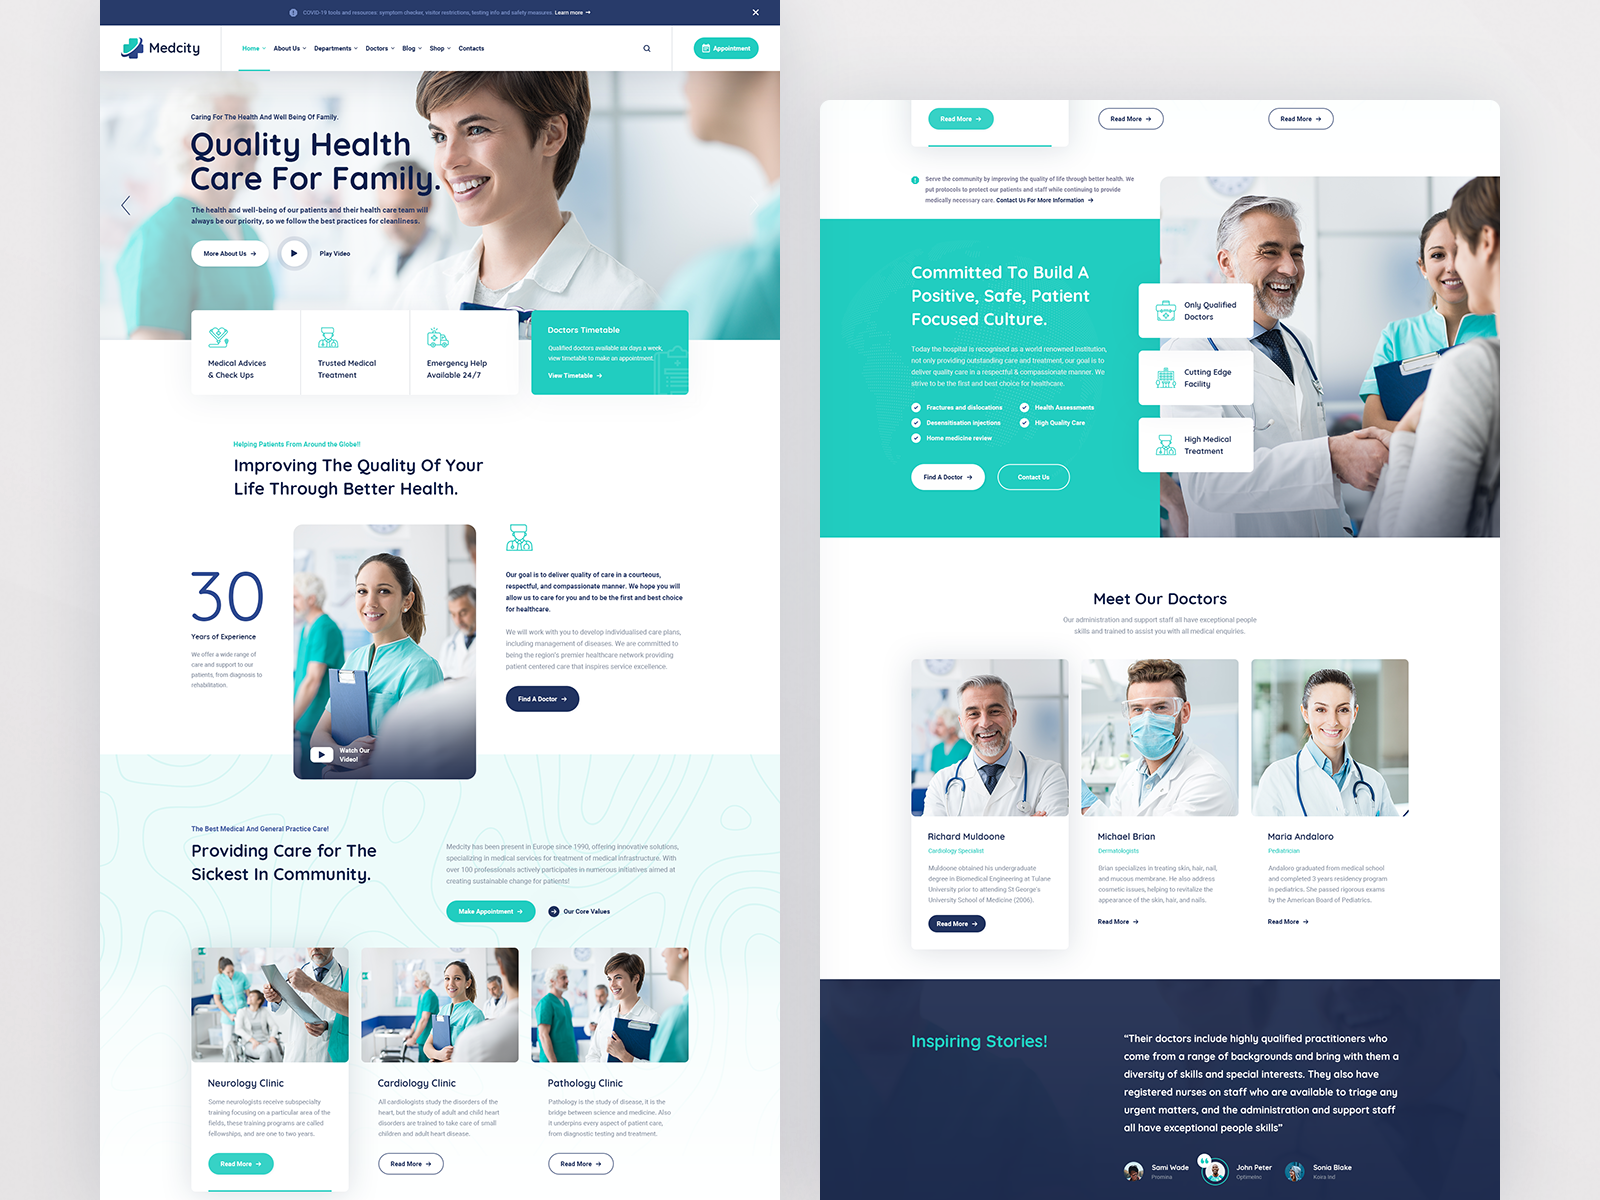 COVID-19 tools and resources: symptom checker, visitor restrictions, testing info and safety measures. Learn more
Medcity
Home
About Us
Departments
Doctors
Blog
Shop
Contacts
Appointment
Caring For The Health And Well Being Of Family.
Quality Health
Care For Family.
The health and well-being of our patients and their health care team will
always be our priority, so we follow the best practices for cleanliness.
More About Us
Play Video
Medical Advices
& Check Ups
Trusted Medical
Treatment
Emergency Help
Available 24/7
Doctors Timetable
Qualified doctors available six days a week,
view timetable to make an appointment.
View Timetable
Helping Patients From Around the Globe!!
Improving The Quality Of Your
Life Through Better Health.
30
Years of Experience
We offer a wide range of
care and support to our
patients, from diagnosis to
rehabilitation.
Watch Our
Video!
Our goal is to deliver quality of care in a courteous,
respectful, and compassionate manner. We hope you will
allow us to care for you and to be the first and best choice
for healthcare.
We will work with you to develop individualised care plans,
including management of diseases. We are committed to
being the region's premier healthcare network providing
patient centered care that inspires service excellence.
Find A Doctor
The Best Medical And General Practice Care!
Providing Care for The
Sickest In Community.
Medcity has been present in Europe since 1990, offering innovative solutions,
specializing in medical services for treatment of medical infrastructure. With
over 100 professionals actively participates in numerous initiatives aimed at
creating sustainable change for patients!
Make Appointment
Our Core Values
Neurology Clinic
Some neurologists receive subspecialty
training focusing on a particular area of the
fields, these training programs are called
fellowships, and are one to two years.
Read More
Cardiology Clinic
All cardiologists study the disorders of the
heart, but the study of adult and child heart
disorders are trained to take care of small
children and adult heart disease.
Read More
Pathology Clinic
Pathology is the study of disease, It is the
bridge between science and medicine. Also
it underpins every aspect of patient care,
from diagnostic testing and treatment.
Read More
Read More
Read More
Read More
Serve the community by improving the quality of life through better health. We
put protocols to protect our patients and staff while continuing to provide
medically necessary care. Contact Us For More Information
Committed To Build A
Positive, Safe, Patient
Focused Culture.
Today the hospital is recognised as a world renowned institution,
not only providing outstanding care and treatment, our goal is to
deliver quality care in a respectful & compassionate manner. We
strive to be the first and best choice for healthcare.
Fractures and dislocations
Health Assessments
Desensitisation injections
High Quality Care
Home medicine review
Find A Doctor
Contact Us
Only Qualified
Doctors
Cutting Edge
Facility
High Medical
Treatment
Meet Our Doctors
Our administration and support staff all have exceptional people
skills and trained to assist you with all medical enquiries.
Richard Muldoone
Cardiology Specialist
Muldoone obtained his undergraduate
degree in Biomedical Engineering at Tulane
University prior to attending St George's
University School of Medicine (2006).
Read More
Michael Brian
Dermatologists
Brian specializes in treating skin, hair, nail,
and mucous membrane. He also address
cosmetic issues, helping to revitalize the
appearance of the skin, hair, and nails.
Read More
Maria Andaloro
Pediatrician
Andaloro graduated from medical school
and completed 3 years residency program
in pediatrics. She passed rigorous exams
by the American Board of Pediatrics.
Read More
Inspiring Stories!
“Their doctors include highly qualified practitioners who
come from a range of backgrounds and bring with them a
diversity of skills and special interests. They also have
registered nurses on staff who are available to triage any
urgent matters, and the administration and support staff
all have exceptional people skills”
Sami Wade
Promina
John Peter
Optimeinc
Sonia Blake
Keira Ind